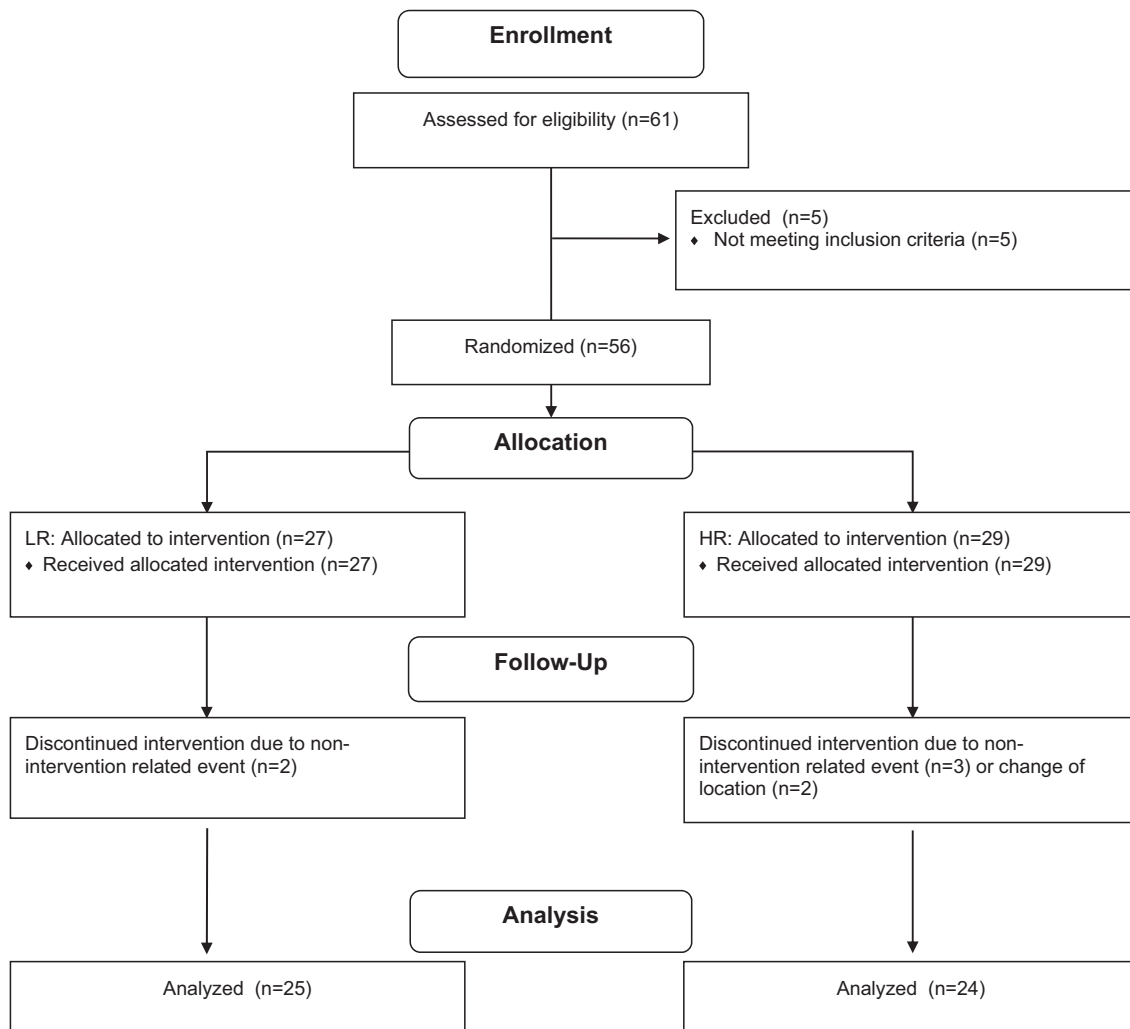 Enrollment
Assessed for eligibility (n=61)
Excluded (n=5)
♦ Not meeting inclusion criteria (n=5)
Randomized (n=56)
Allocation
LR: Allocated to intervention (n=27)
♦ Received allocated intervention (n=27)
HR: Allocated to intervention (n=29)
♦ Received allocated intervention (n=29)
Follow-Up
Discontinued intervention due to non-
intervention related event (n=2)
Discontinued intervention due to non-
intervention related event (n=3) or change of
location (n=2)
Analysis
Analyzed (n=25)
Analyzed (n=24)